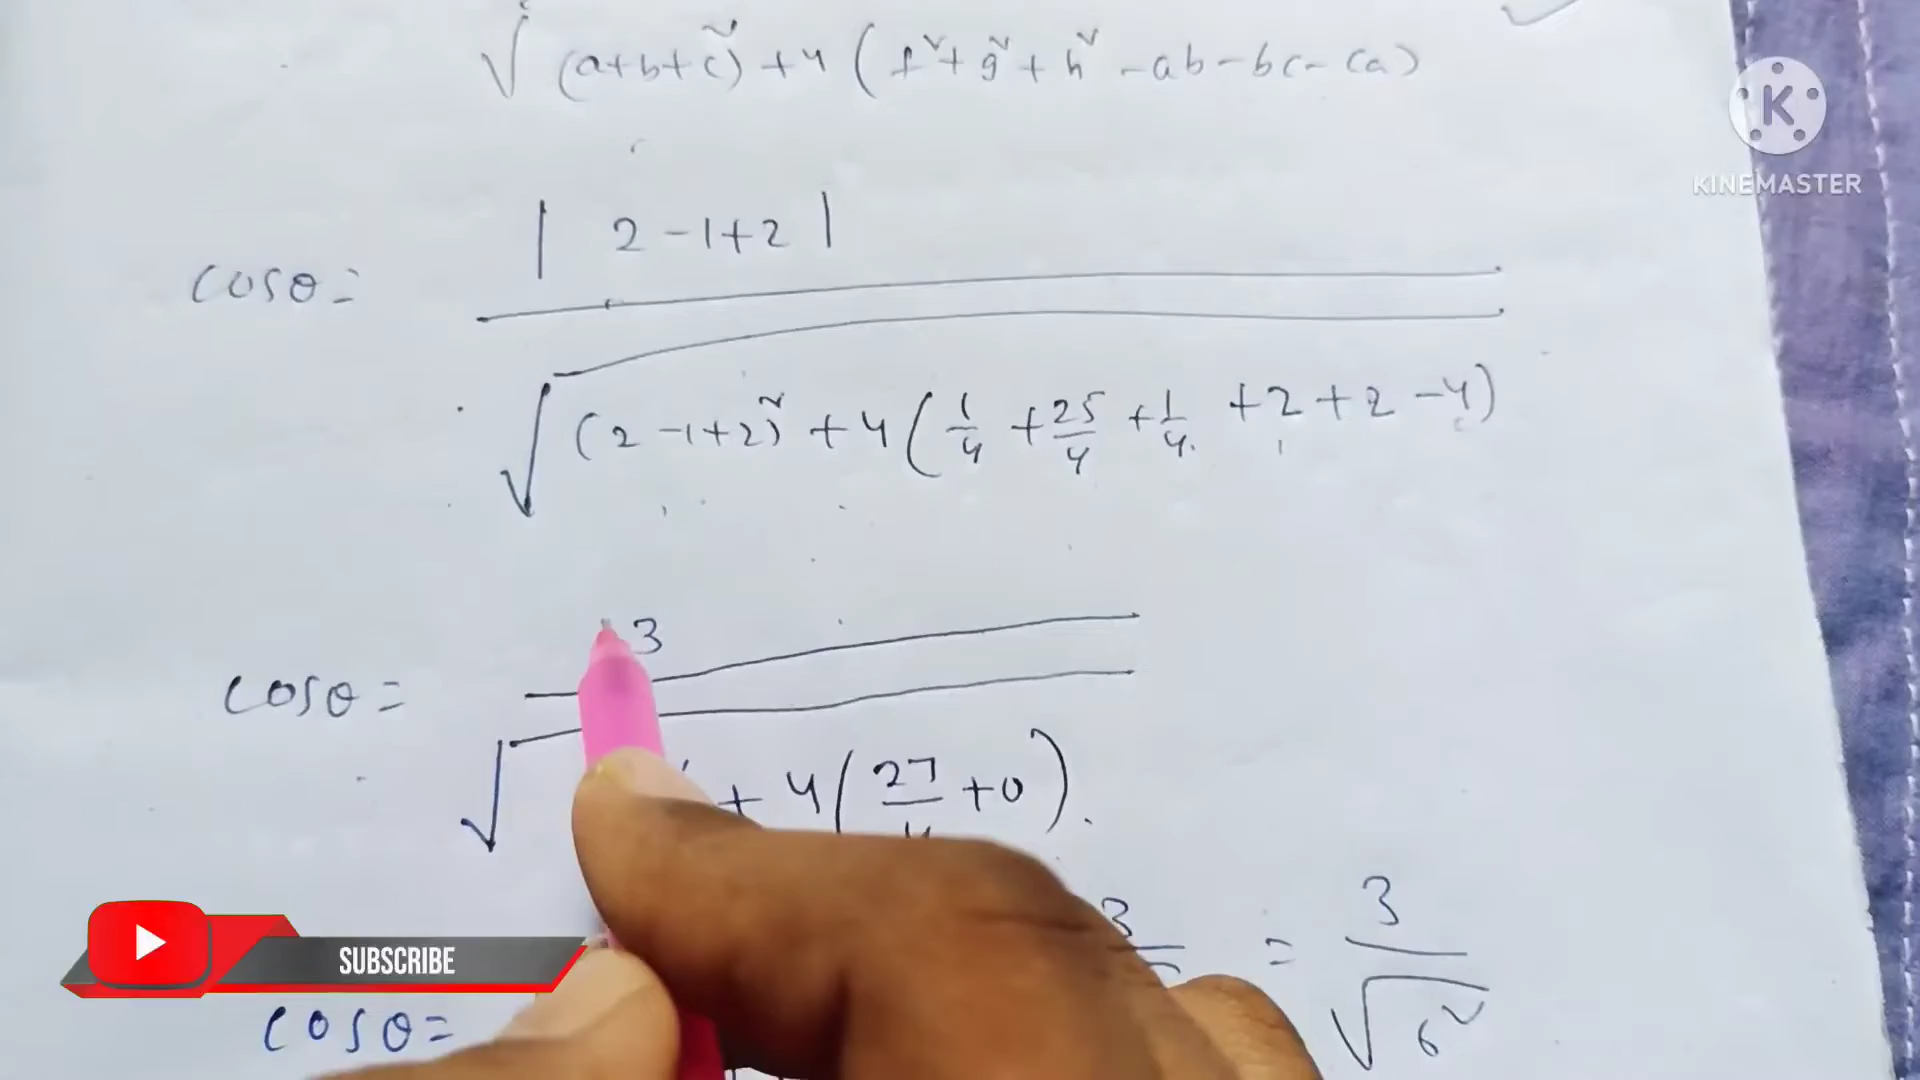 √(a+b+c)² + 4 (f² + g² + h² - ab - bc - ca)
KINEMASTER
cosθ = | 2 - 1 + 2 | / √(2 - 1 + 2)² + 4 (1/4 + 25/4 + 1/4 + 2 + 2 - 4)
cosθ = 3 / √ + 4 (27/4 + 0)
3 = 3/√6²
SUBSCRIBE
cosθ =